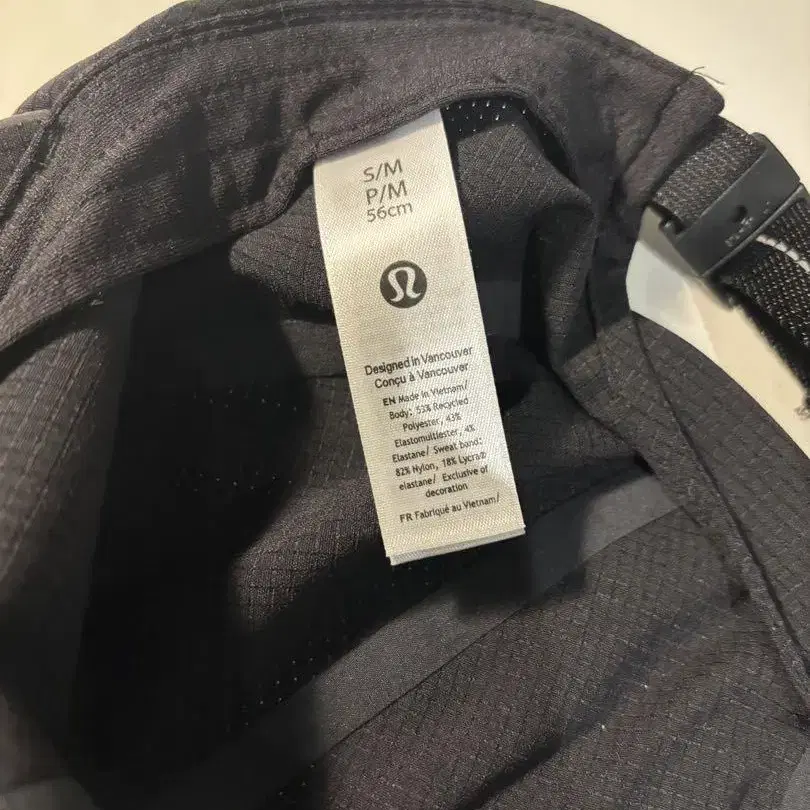 S/M
P/M
56cm
Designed in Vancouver
Conçu à Vancouver
EN Made in Vietnam/
Body: 53% Recycled
Polyester, 43%
Elastomultiester, 4%
Elastane/ Sweat band:
82% Nylon, 18% Lycra®
elastane/ Exclusive of
decoration
FR Fabriqué au Vietnam/